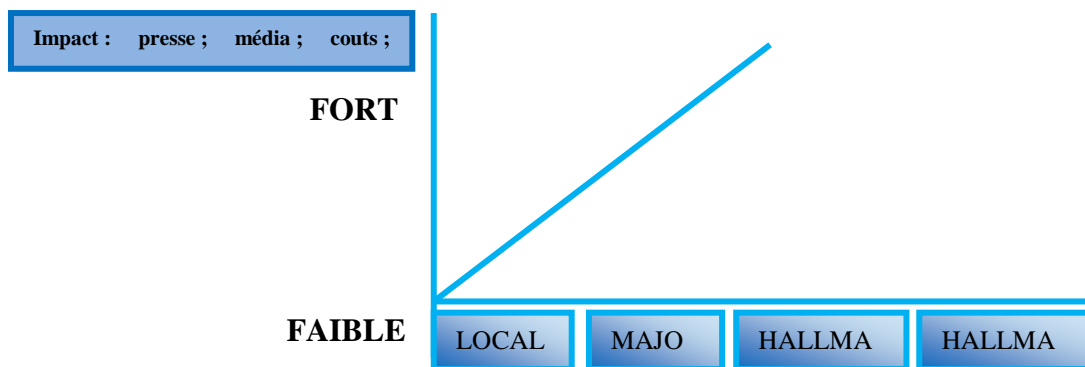 Impact : presse ; média ; couts ;
FORT
FAIBLE
LOCAL
MAJO
HALLMA
HALLMA